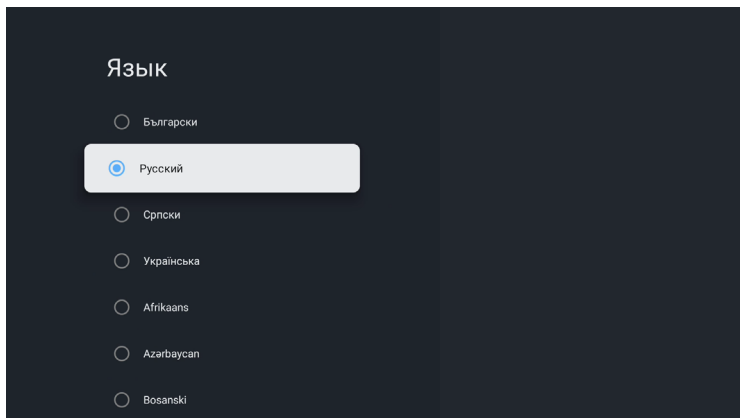 Язык
Български
Русский
Српски
Українська
Afrikaans
Azərbaycan
Bosanski